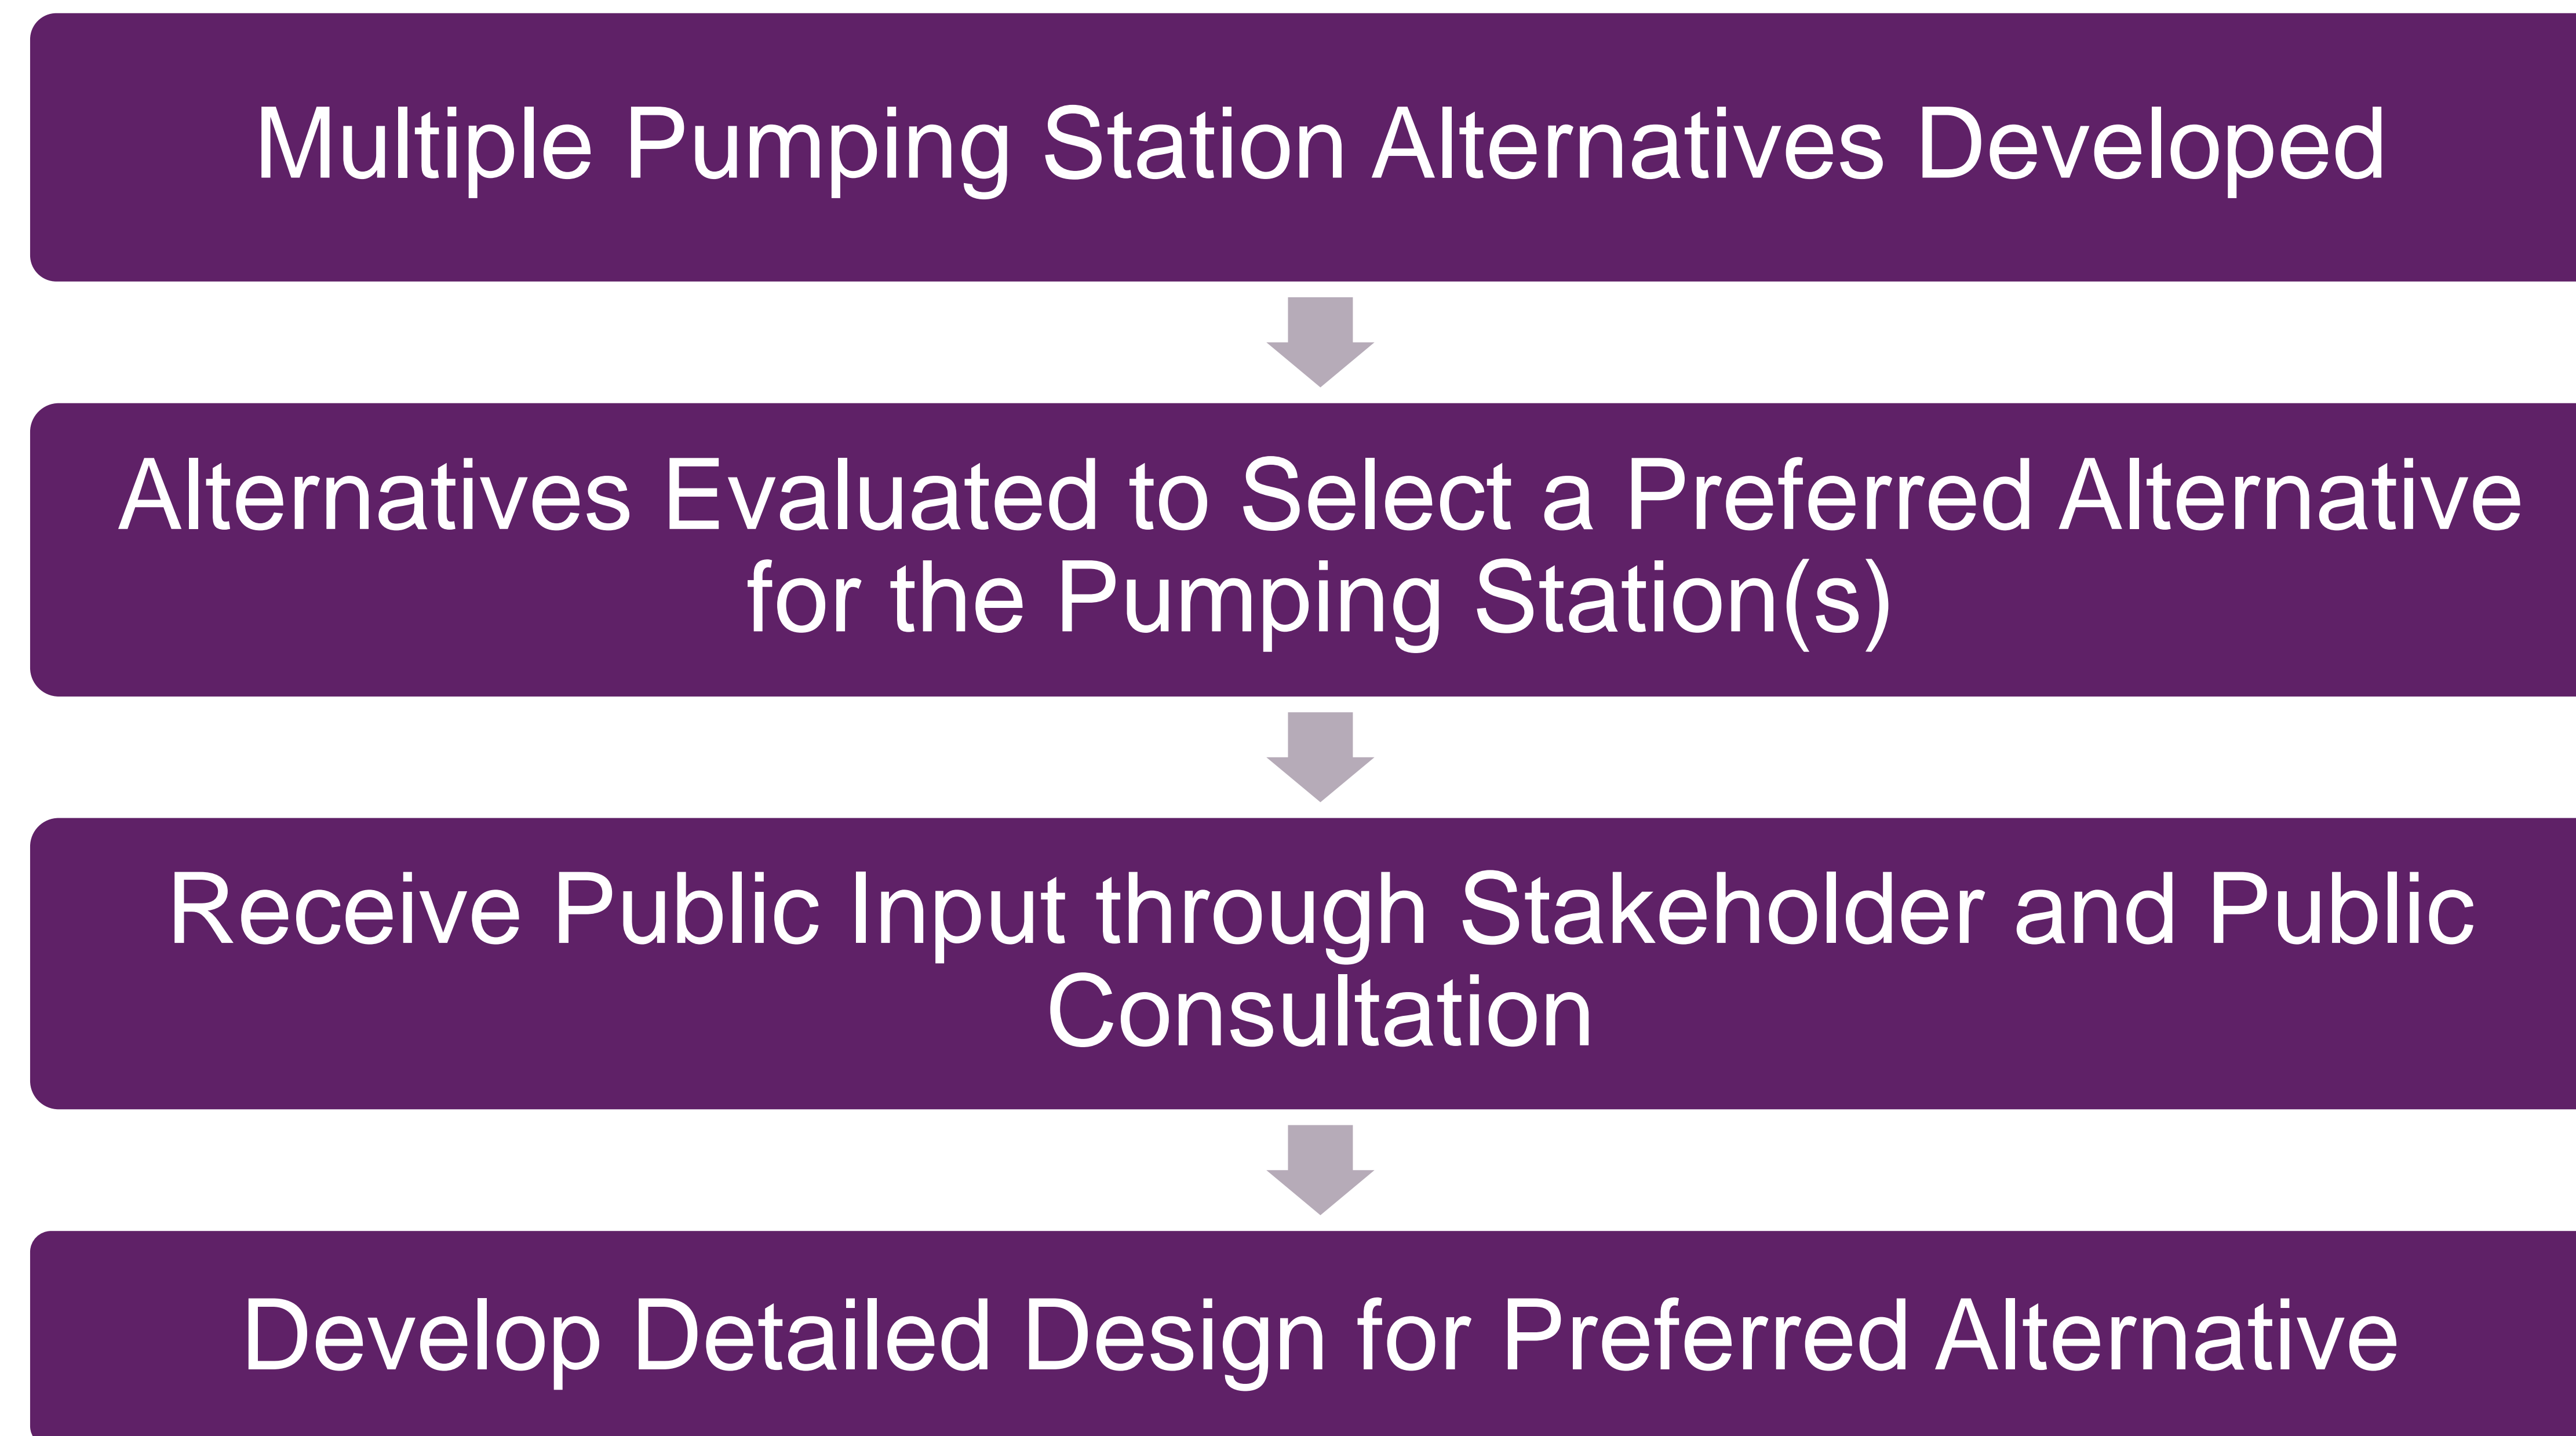 Multiple Pumping Station Alternatives Developed
Alternatives Evaluated to Select a Preferred Alternative
for the Pumping Station(s)
Receive Public Input through Stakeholder and Public
Consultation
Develop Detailed Design for Preferred Alternative